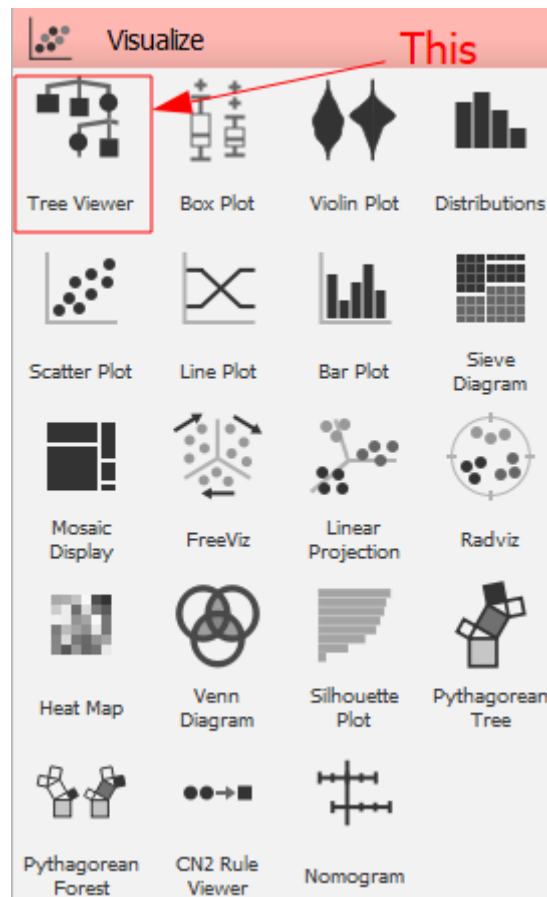 Visualize
This
Tree Viewer
Box Plot
Violin Plot
Distributions
Scatter Plot
Line Plot
Bar Plot
Sieve
Diagram
Mosaic
Display
FreeViz
Linear
Projection
Radviz
Heat Map
Venn
Diagram
Silhouette
Plot
Pythagorean
Tree
Pythagorean
Forest
CN2 Rule
Viewer
Nomogram